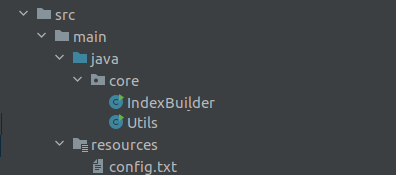 src
main
java
core
IndexBuilder
Utils
resources
config.txt